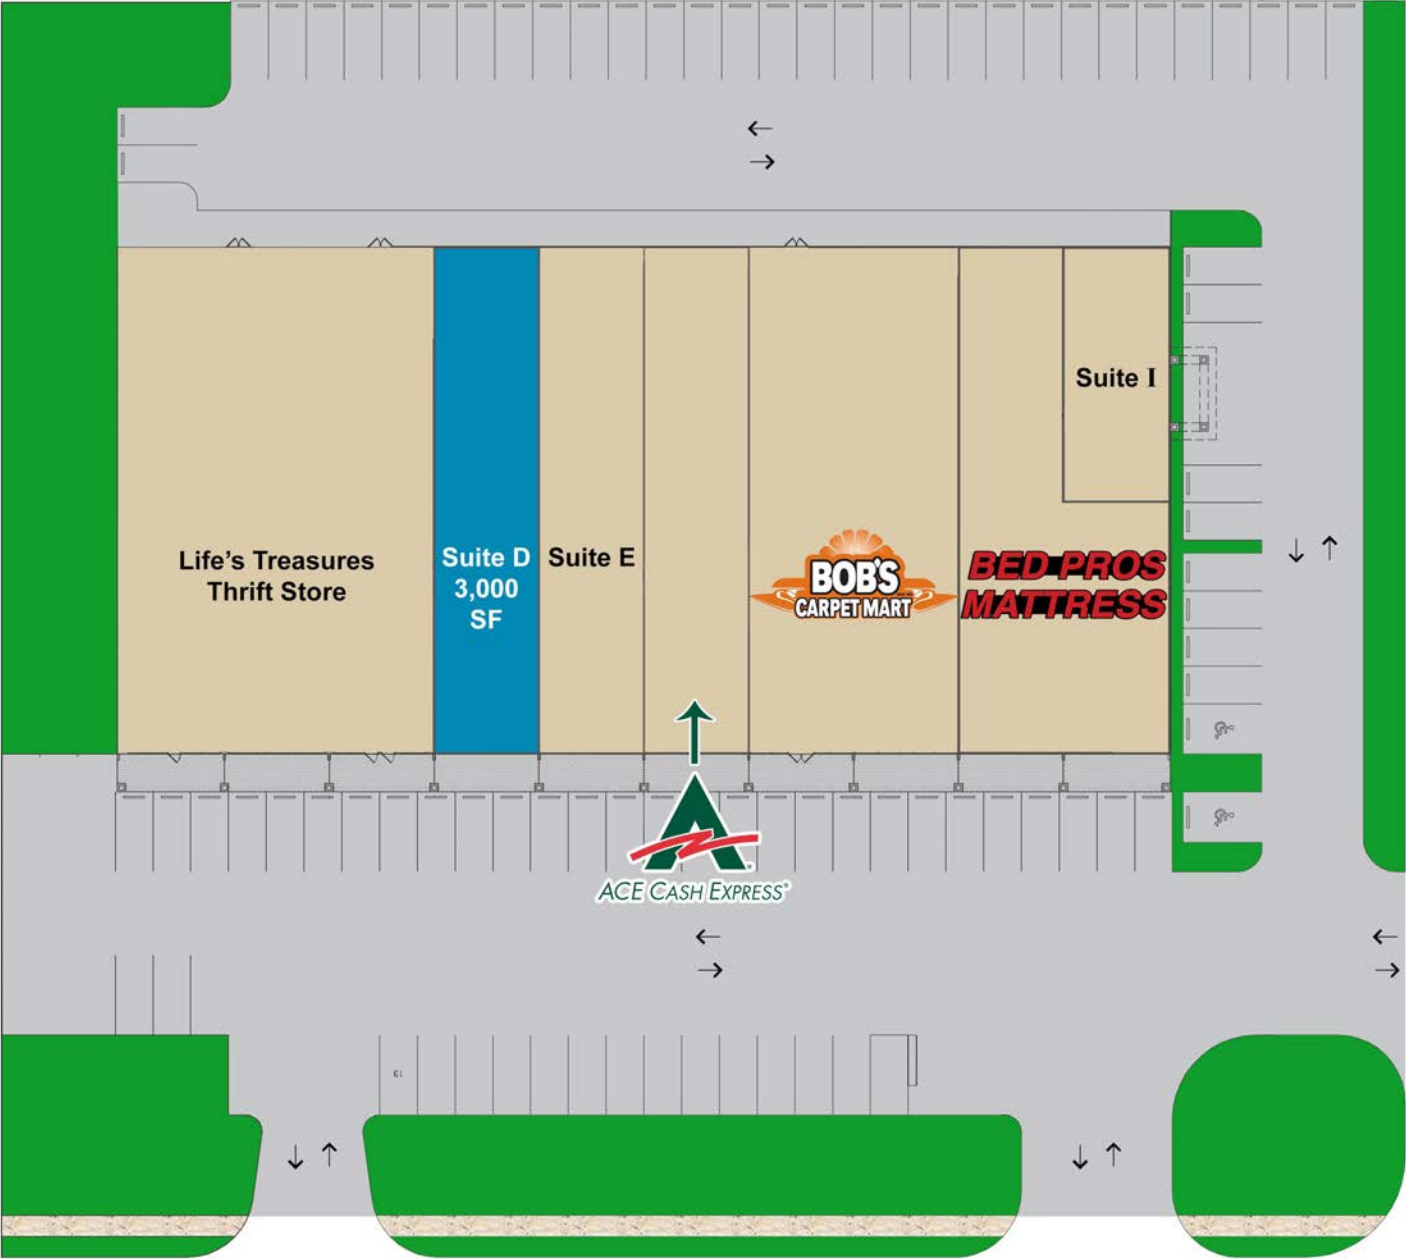 Suite I
Life's Treasures
Thrift Store
Suite D
3,000
SF
Suite E
BOB'S
CARPET MART
BED PROS
MATTRESS
ACE CASH EXPRESS®